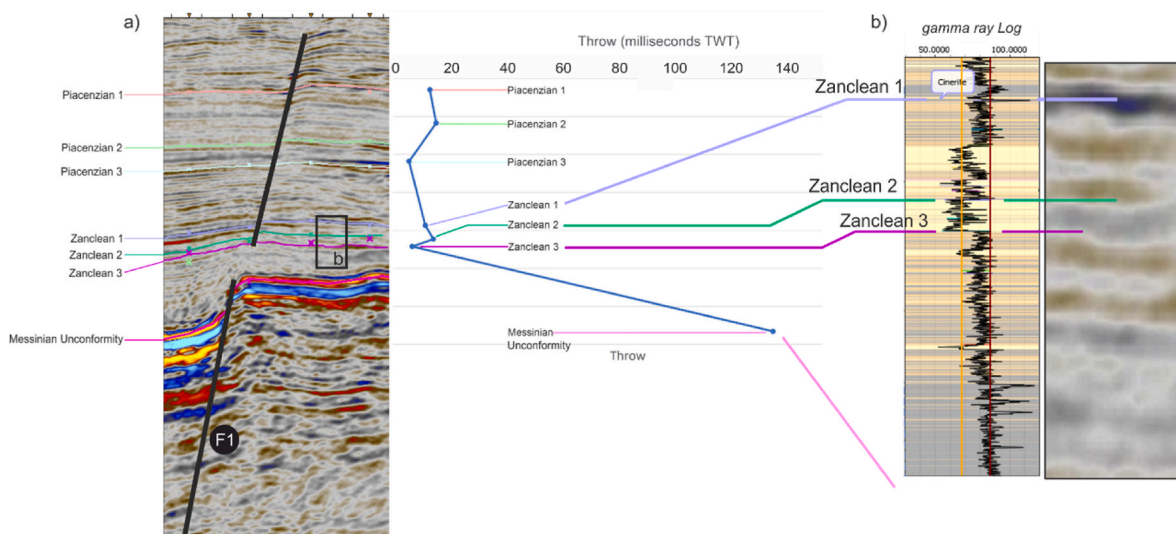 a)
Piacenzian 1
Piacenzian 2
Piacenzian 3
Zanclean 1
Zanclean 2
Zanclean 3
Messinian Unconformity
b
F1
Throw (milliseconds TWT)
0 20 40 60 80 100 120 140
Piacenzian 1
Piacenzian 2
Piacenzian 3
Zanclean 1
Zanclean 2
Zanclean 3
Messinian
Unconformity
Throw
Zanclean 1
Zanclean 2
Zanclean 3
b)
gamma ray Log
50.0000 100.0000
Cinerite